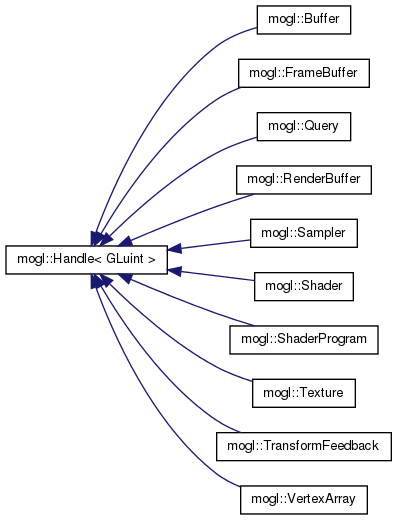 mogl::Buffer
mogl::FrameBuffer
mogl::Query
mogl::RenderBuffer
mogl::Sampler
mogl::Handle< GLuint >
mogl::Shader
mogl::ShaderProgram
mogl::Texture
mogl::TransformFeedback
mogl::VertexArray